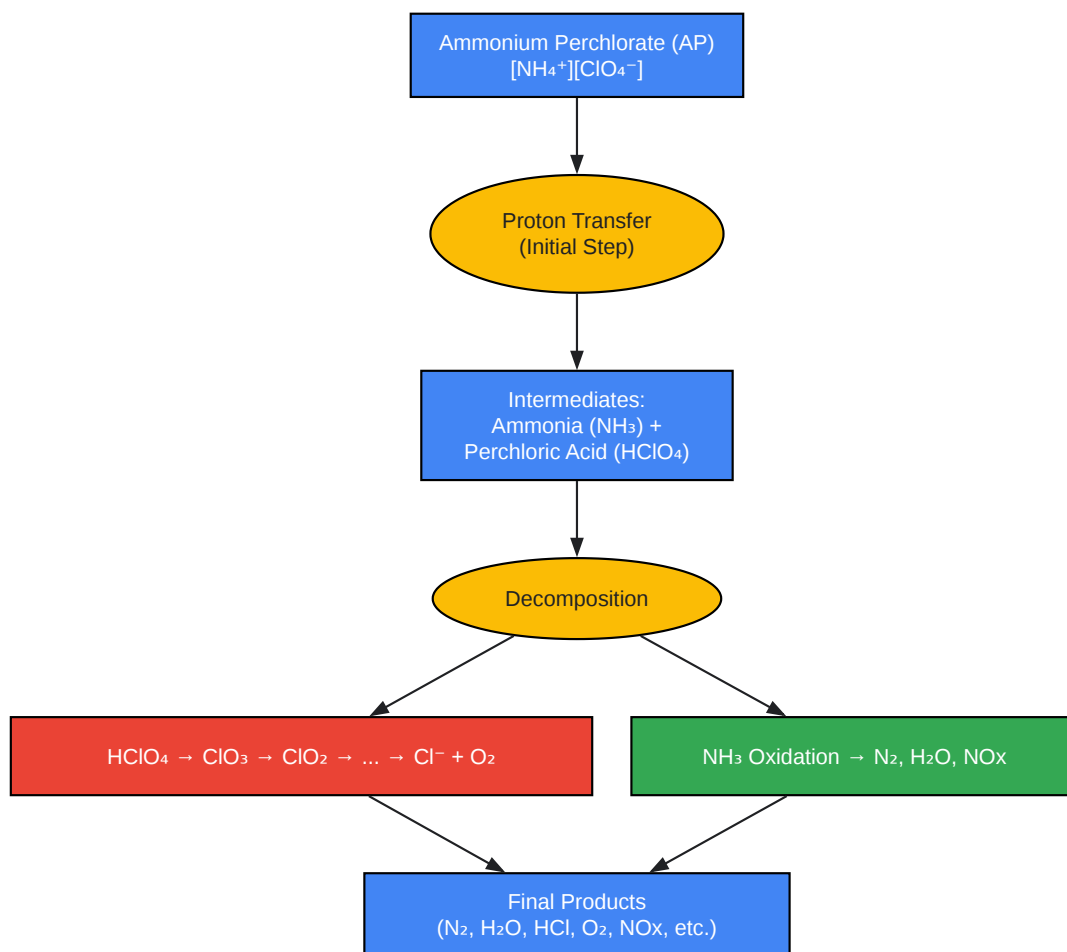 Ammonium Perchlorate (AP)
[NH₄⁺][ClO₄⁻]
Proton Transfer
(Initial Step)
Intermediates:
Ammonia (NH₃) +
Perchloric Acid (HClO₄)
Decomposition
HClO₄ → ClO₃ → ClO₂ → ... → Cl⁻ + O₂
NH₃ Oxidation → N₂, H₂O, NOx
Final Products
(N₂, H₂O, HCl, O₂, NOx, etc.)